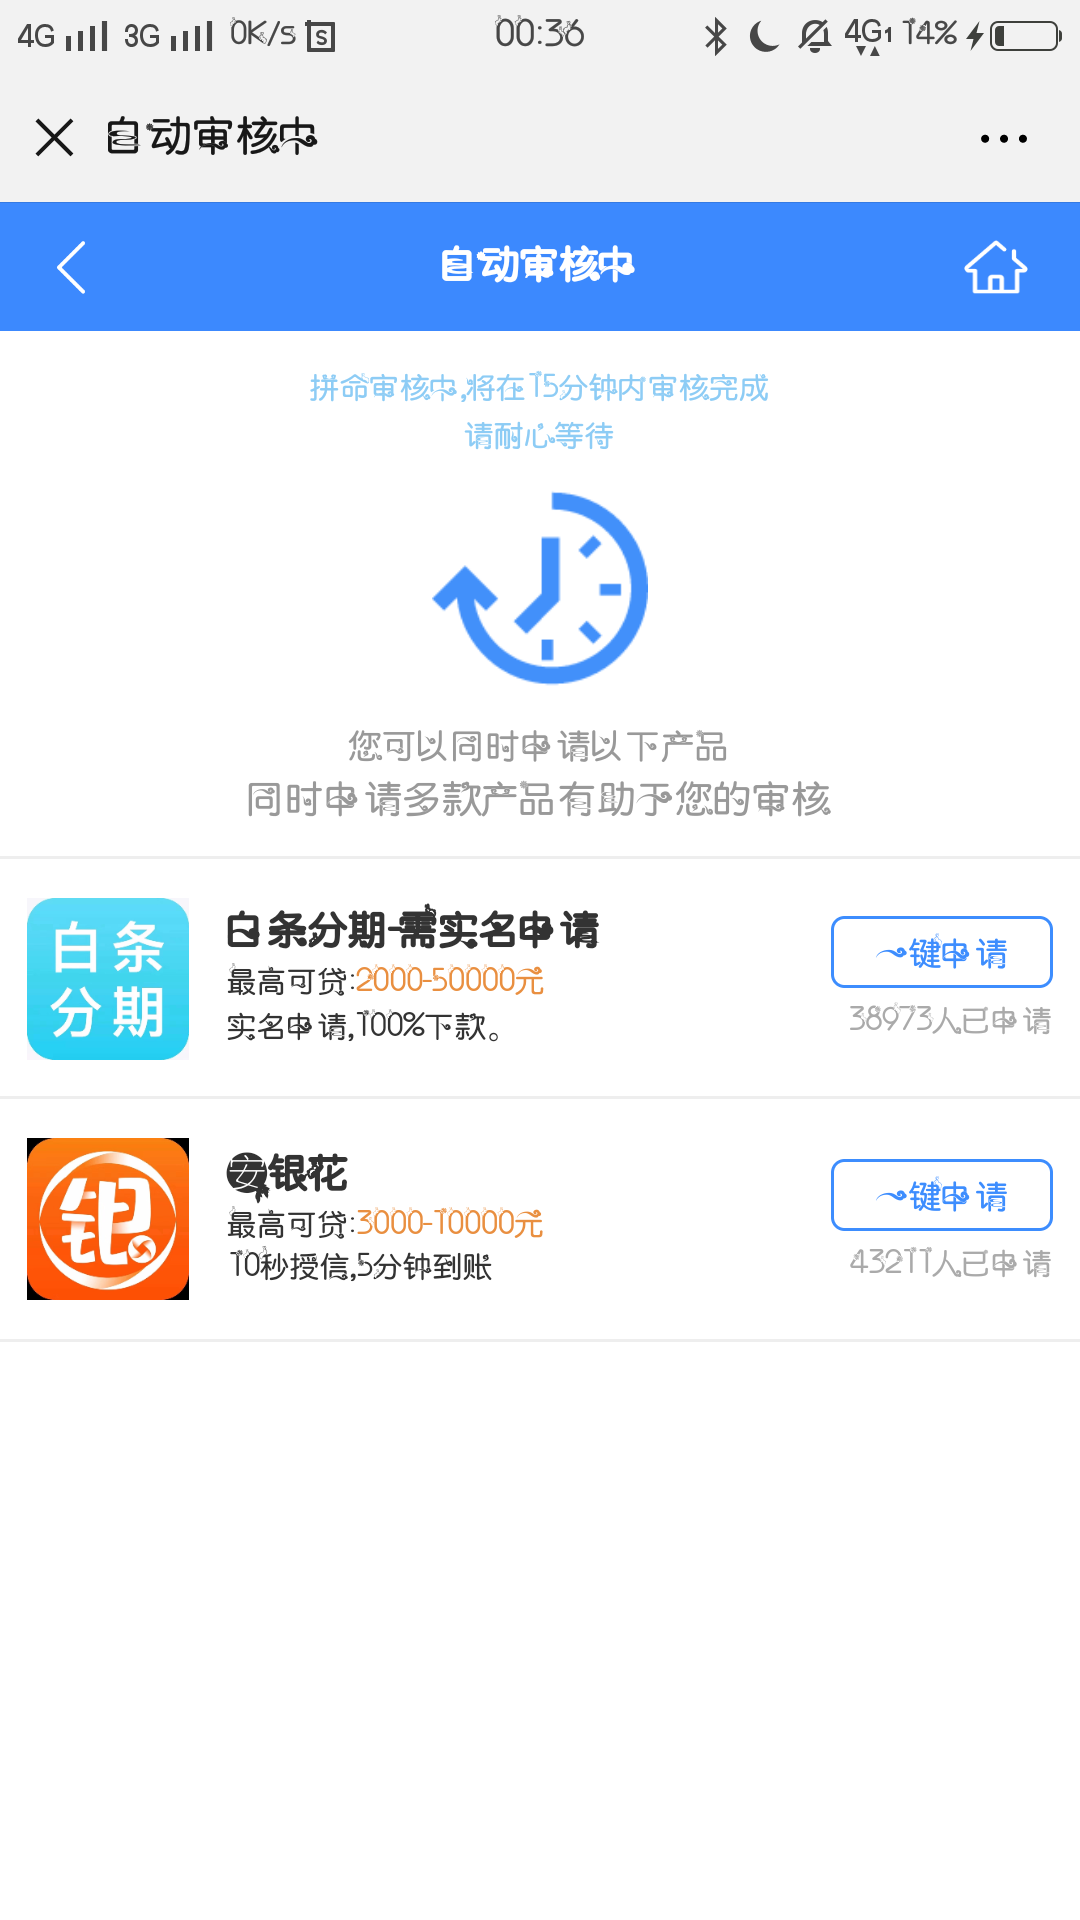 4G 3G 0K/s S 00:36 4G1 14%
自动审核中
自动审核中
拼命审核中,将在15分钟内审核完成
请耐心等待
您可以同时申请以下产品
同时申请多款产品有助于您的审核
白条分期
白条分期-需实名申请
最高可贷:2000-50000元
实名申请,100%下款。
一键申请
38973人已申请
银
变银花
最高可贷:3000-10000元
10秒授信,5分钟到账
一键申请
43211人已申请